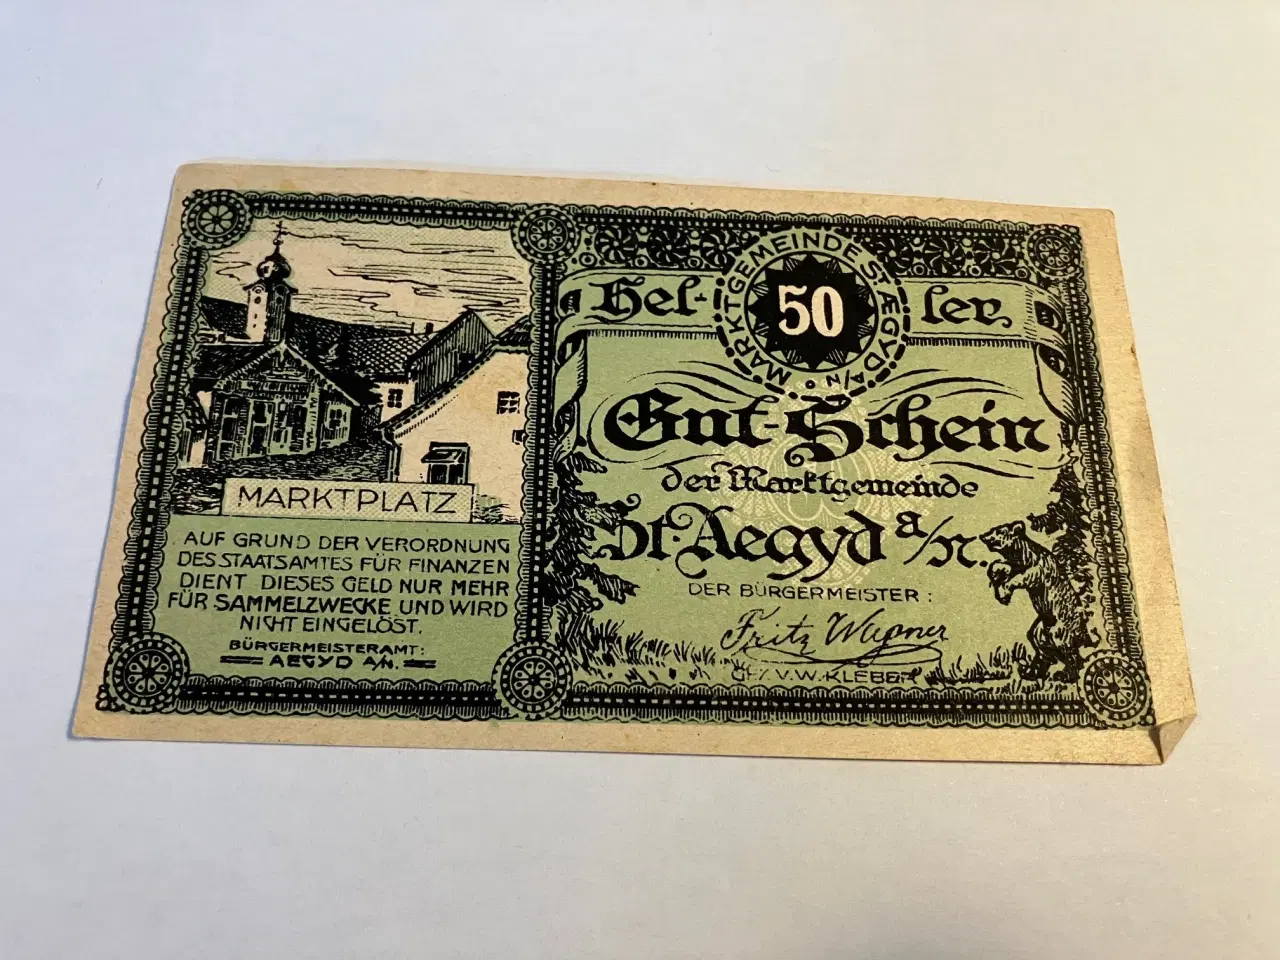 MARKTPLATZ
AUF GRUND DER VERORDNUNG
DES STAATSAMTES FÜR FINANZEN
DIENT DIESES GELD NUR MEHR
FÜR SAMMELZWECKE UND WIRD
NICHT EINGELÖST.
BÜRGERMEISTERAMT:
AEGYD A/N.
MARKTGEMEINDE ST. AEGYD A/N
Hel- 50 ler
Gut-Schein
der Marktgemeinde
St. Aegyd a/N.
DER BÜRGERMEISTER:
Fritz Wagner
GEZ. V. W. KLEBER